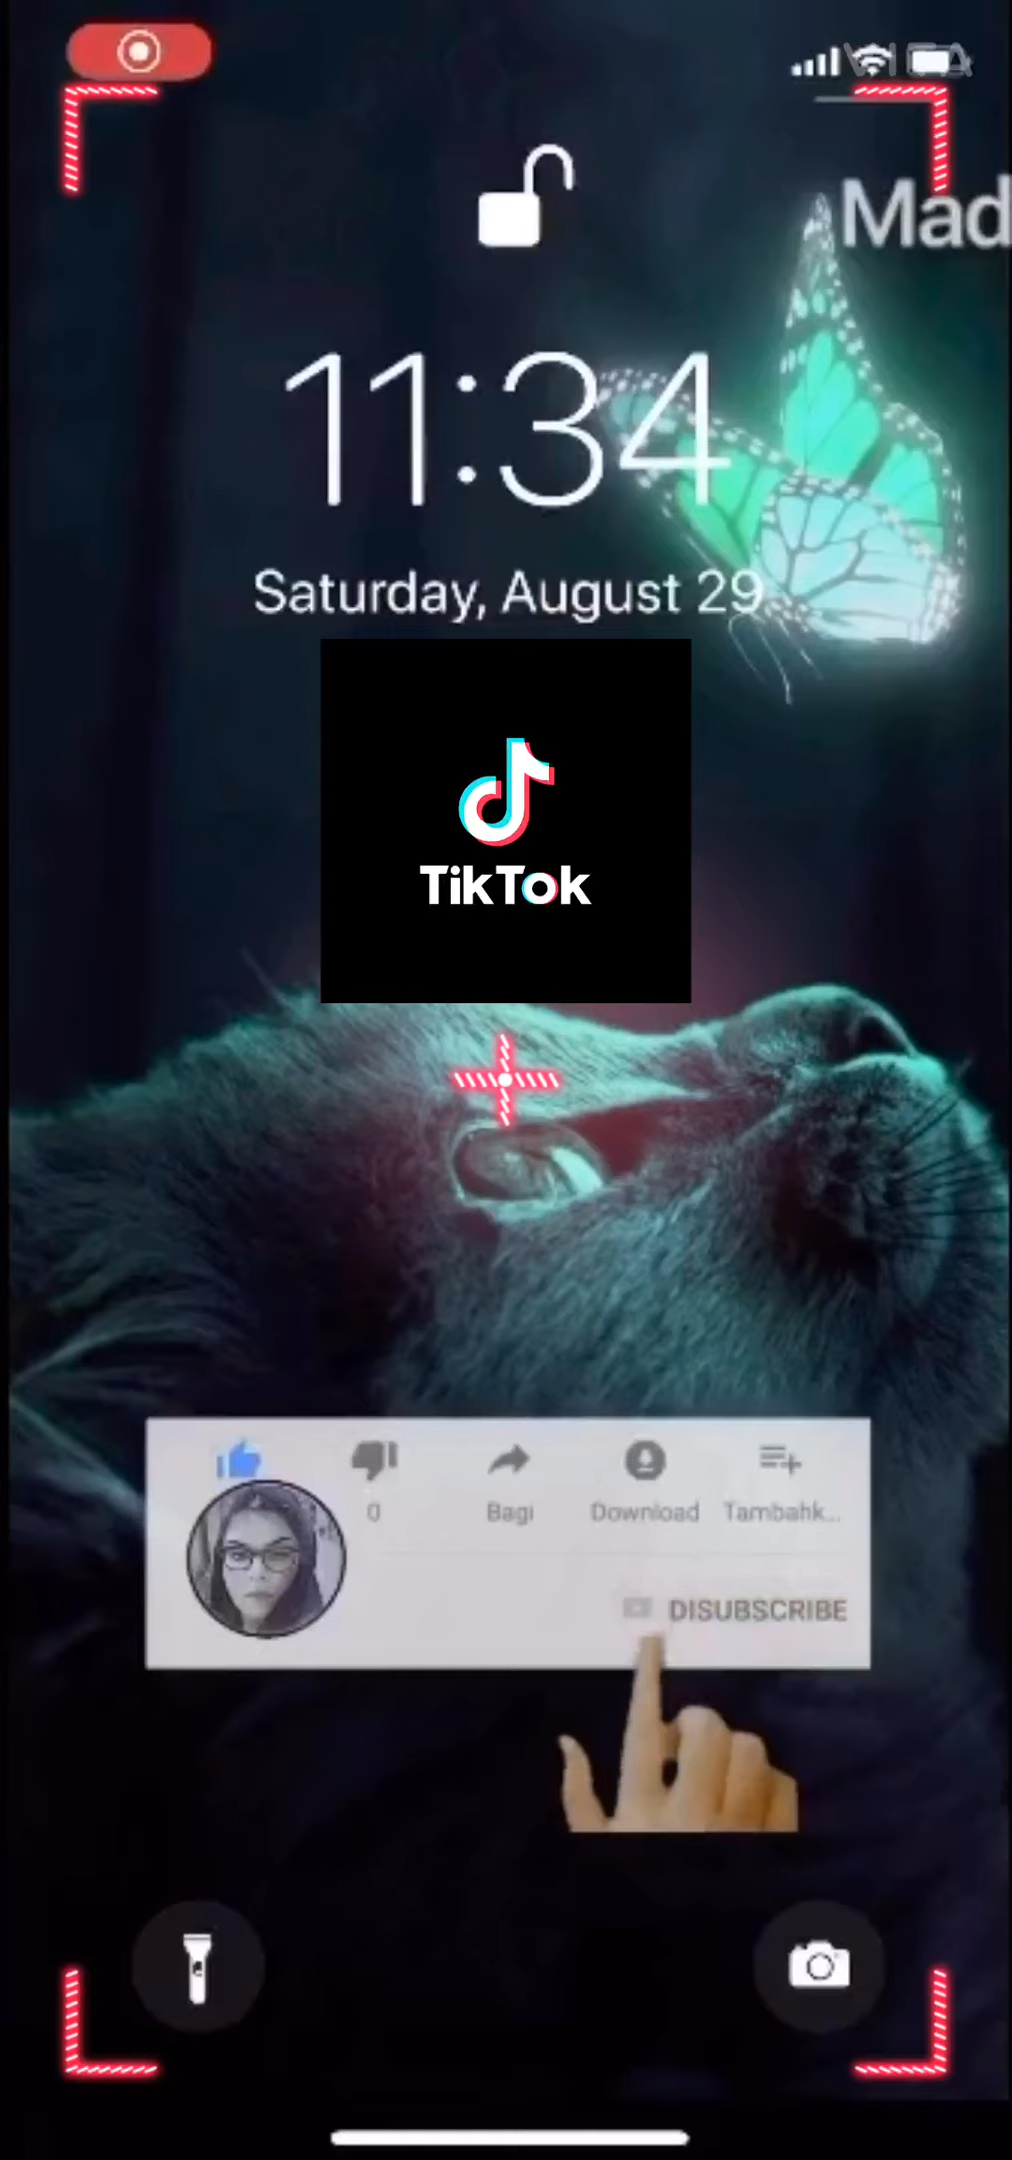 Mad
11:34
Saturday, August 29
TikTok
0 Bagi Download Tambahk...
DISUBSCRIBE